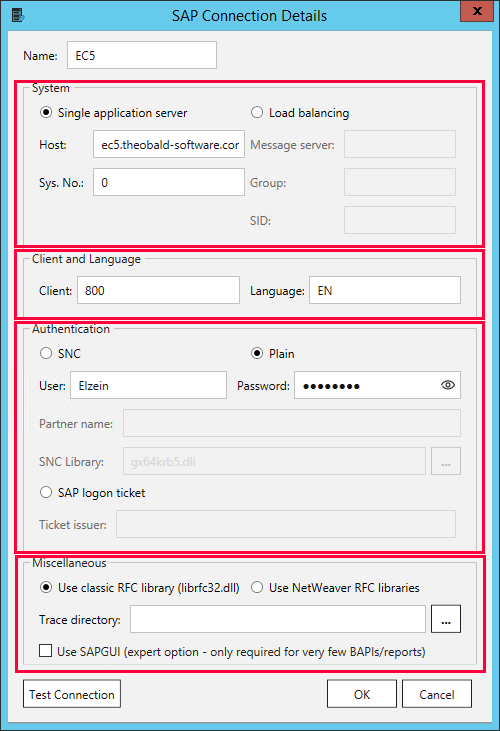 SAP Connection Details
x
Name: EC5
System
Single application server Load balancing
Host: ec5.theobald-software.cor Message server:
Sys. No.: 0 Group:
SID:
Client and Language
Client: 800 Language: EN
Authentication
SNC Plain
User: Elzein Password: ●●●●●●●●
Partner name:
SNC Library: gx64krb5.dll ...
SAP logon ticket
Ticket issuer:
Miscellaneous
Use classic RFC library (librfc32.dll) Use NetWeaver RFC libraries
Trace directory: ...
Use SAPGUI (expert option - only required for very few BAPIs/reports)
Test Connection OK Cancel